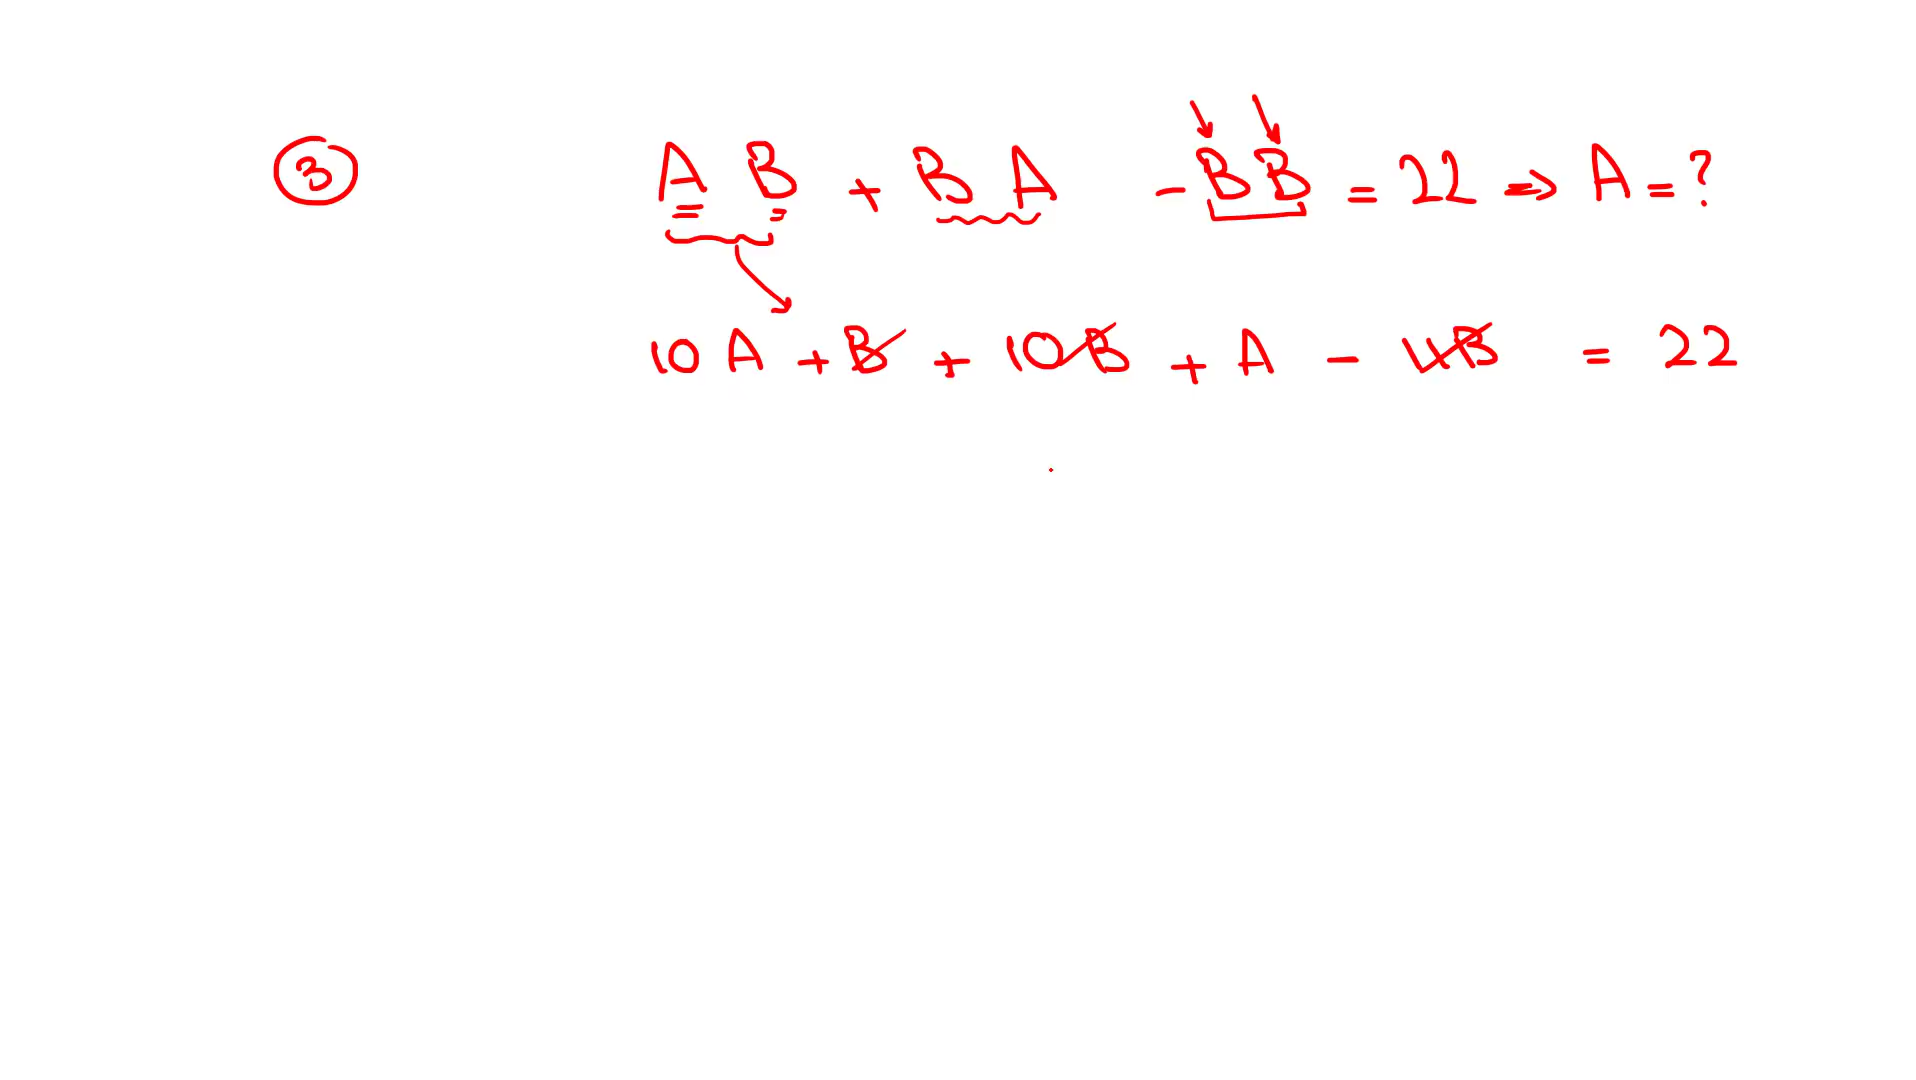 ③ AB + BA - BB = 22 ⇒ A = ?
10A + B + 10B + A - 11B = 22